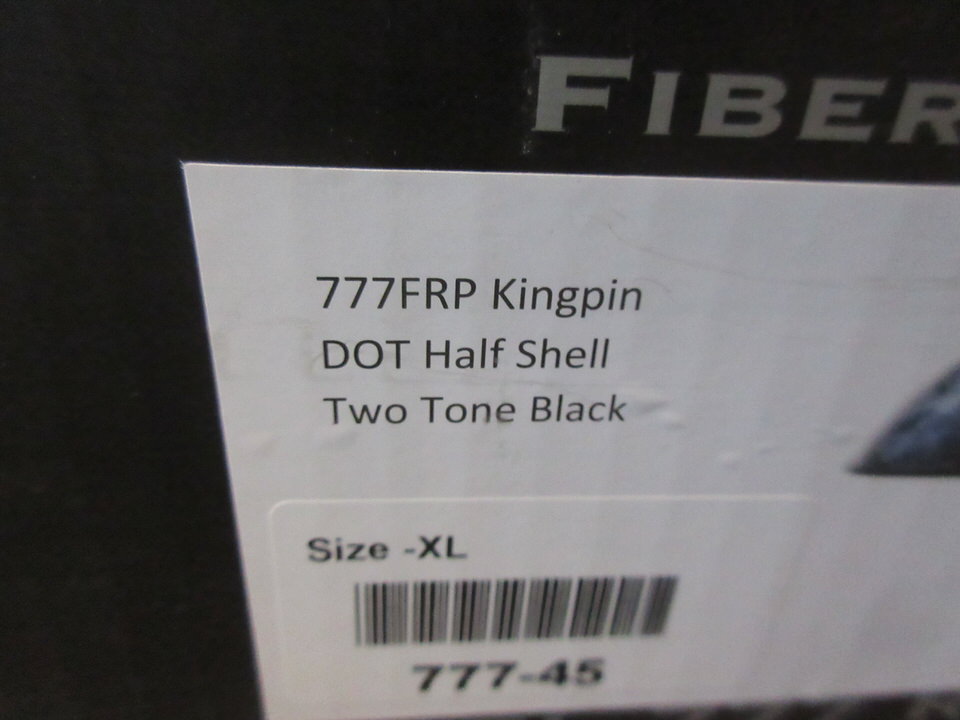 FIBER
777FRP Kingpin
DOT Half Shell
Two Tone Black
Size -XL
777-45